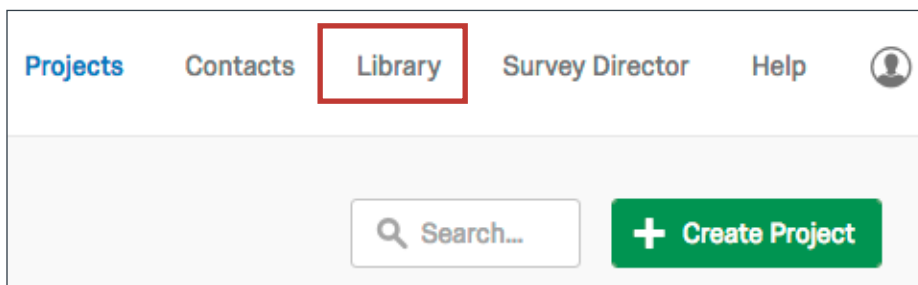 Projects Contacts Library Survey Director Help
Search... Create Project